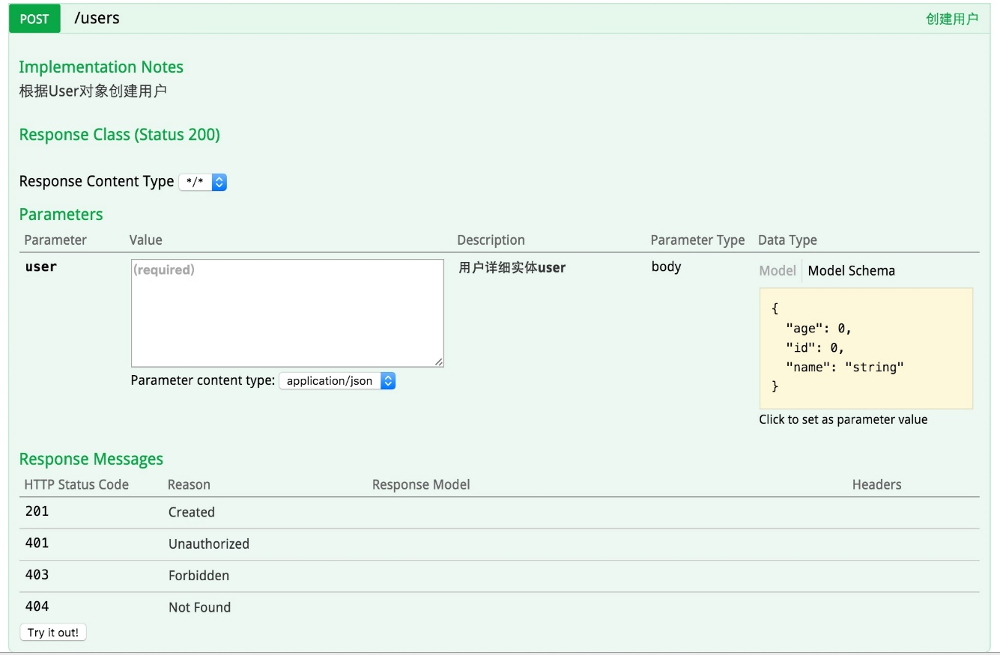 POST /users 创建用户
Implementation Notes
根据User对象创建用户
Response Class (Status 200)
Response Content Type */*
Parameters
Parameter Value Description Parameter Type Data Type
user (required) 用户详细实体user body Model Model Schema
{
"age": 0,
"id": 0,
"name": "string"
}
Parameter content type: application/json
Click to set as parameter value
Response Messages
HTTP Status Code Reason Response Model Headers
201 Created
401 Unauthorized
403 Forbidden
404 Not Found
Try it out!